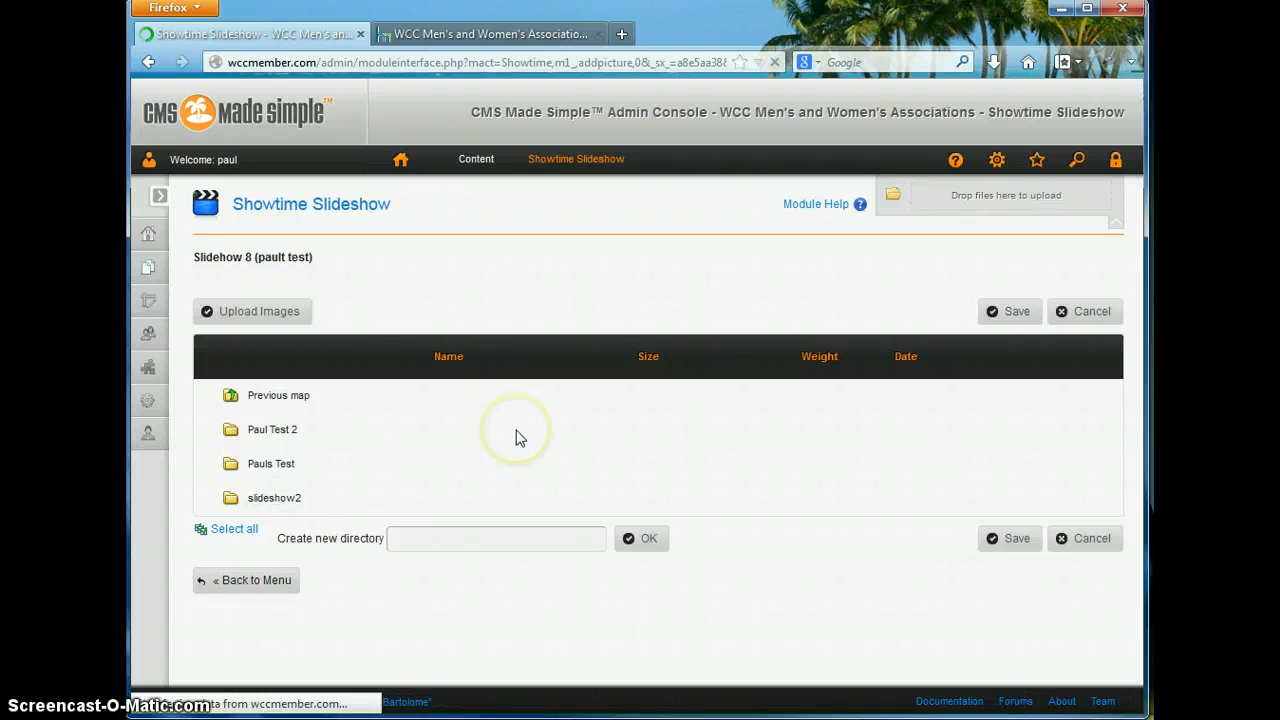 Firefox
Showtime Slideshow - WCC Men's an...
WCC Men's and Women's Associatio...
wccmember.com/admin/moduleinterface.php?mact=Showtime,m1_,addpicture,0&_sx_=a8e5aa38
Google
CMS Made Simple™
CMS Made Simple™ Admin Console - WCC Men's and Women's Associations - Showtime Slideshow
Welcome: paul
Content
Showtime Slideshow
Showtime Slideshow
Module Help
Drop files here to upload
Slidehow 8 (pault test)
Upload Images
Save
Cancel
Name
Size
Weight
Date
Previous map
Paul Test 2
Pauls Test
slideshow2
Select all
Create new directory
OK
Save
Cancel
« Back to Menu
from wccmember.com...
Bartolome"
Documentation
Forums
About
Team
Screencast-O-Matic.com